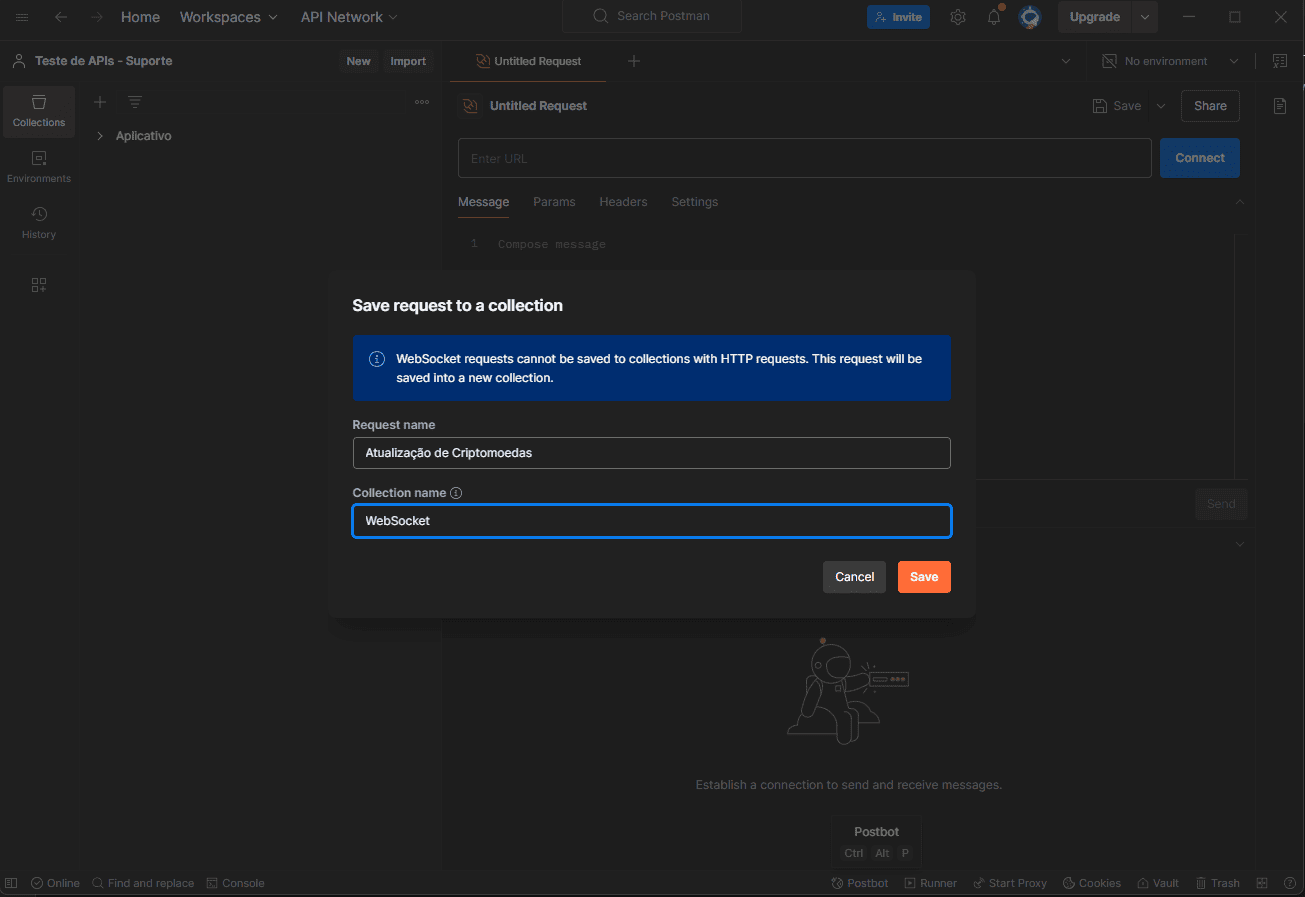 Home Workspaces API Network Search Postman Invite Upgrade
Teste de APIs - Suporte New Import Untitled Request No environment
Collections
Aplicativo
Environments
History
Untitled Request Save Share
Enter URL Connect
Message Params Headers Settings
1 Compose message
Save request to a collection
WebSocket requests cannot be saved to collections with HTTP requests. This request will be
saved into a new collection.
Request name
Atualização de Criptomoedas
Collection name
WebSocket
Send
Cancel Save
Establish a connection to send and receive messages.
Postbot
Ctrl Alt P
Online Find and replace Console Postbot Runner Start Proxy Cookies Vault Trash